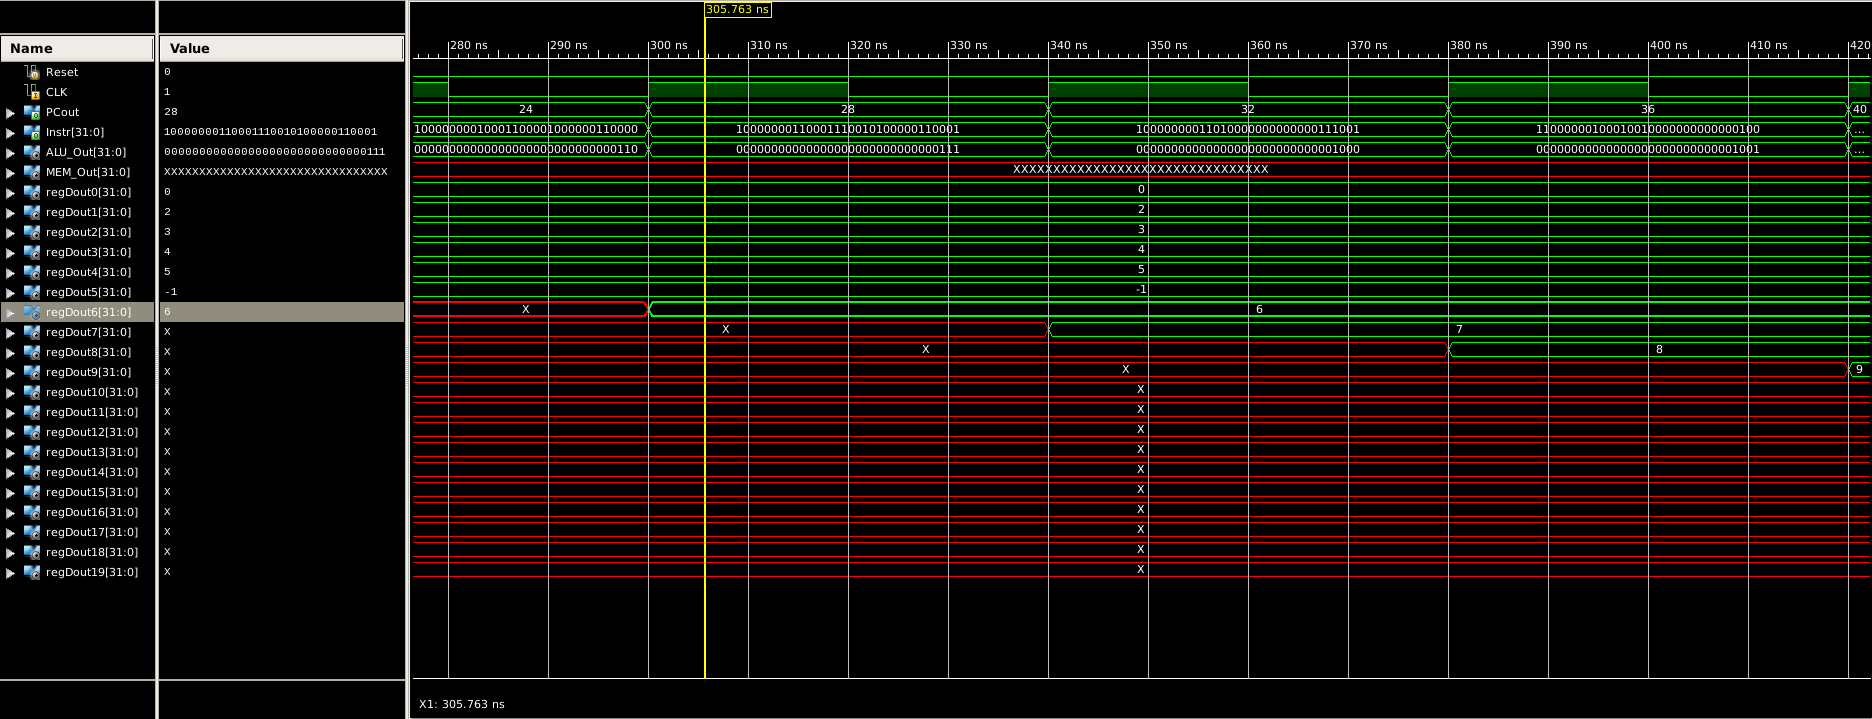 305.763 ns
Name Value 280 ns 290 ns 300 ns 310 ns 320 ns 330 ns 340 ns 350 ns 360 ns 370 ns 380 ns 390 ns 400 ns 410 ns 420
Reset 0
CLK 1
PCout 28 24 28 32 36 40
Instr[31:0] 10000000110001110010100000110001 10000000010001100001000000110000 10000000110001110010100000110001 10000000011010000000000000111001 11000000100010010000000000000100 ...
ALU_Out[31:0] 00000000000000000000000000000111 00000000000000000000000000000110 00000000000000000000000000000111 00000000000000000000000000001000 00000000000000000000000000001001 ...
MEM_Out[31:0] XXXXXXXXXXXXXXXXXXXXXXXXXXXXXXXX XXXXXXXXXXXXXXXXXXXXXXXXXXXXXXXX
regDout0[31:0] 0 0
regDout1[31:0] 2 2
regDout2[31:0] 3 3
regDout3[31:0] 4 4
regDout4[31:0] 5 5
regDout5[31:0] -1 -1
regDout6[31:0] 6 X 6
regDout7[31:0] X X 7
regDout8[31:0] X X 8
regDout9[31:0] X X 9
regDout10[31:0] X X
regDout11[31:0] X X
regDout12[31:0] X X
regDout13[31:0] X X
regDout14[31:0] X X
regDout15[31:0] X X
regDout16[31:0] X X
regDout17[31:0] X X
regDout18[31:0] X X
regDout19[31:0] X X
X1: 305.763 ns